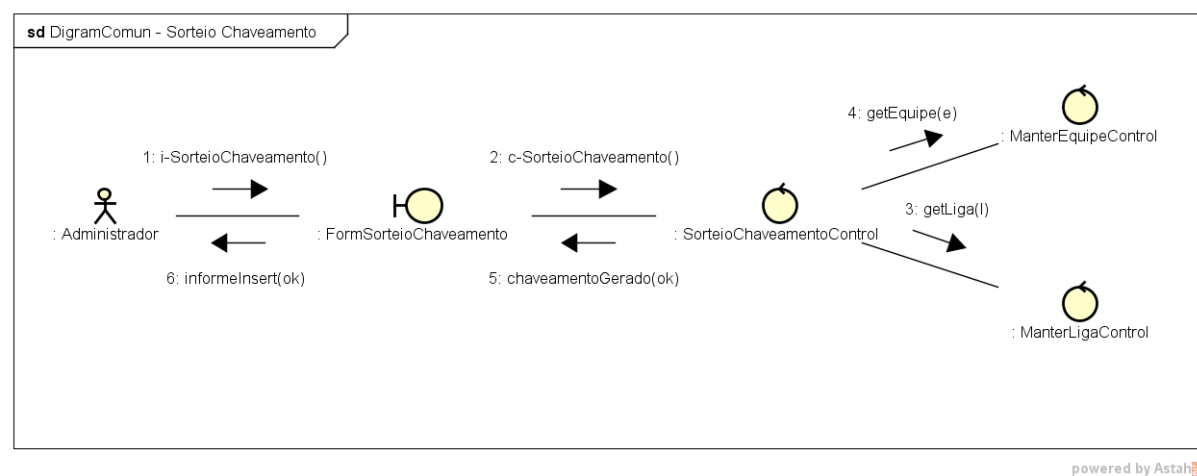 sd DigramComun - Sorteio Chaveamento
4: getEquipe(e)
: ManterEquipeControl
1: i-SorteioChaveamento()
2: c-SorteioChaveamento()
3: getLiga(l)
: Administrador
: FormSorteioChaveamento
: SorteioChaveamentoControl
6: informeInsert(ok)
5: chaveamentoGerado(ok)
: ManterLigaControl
powered by Astah